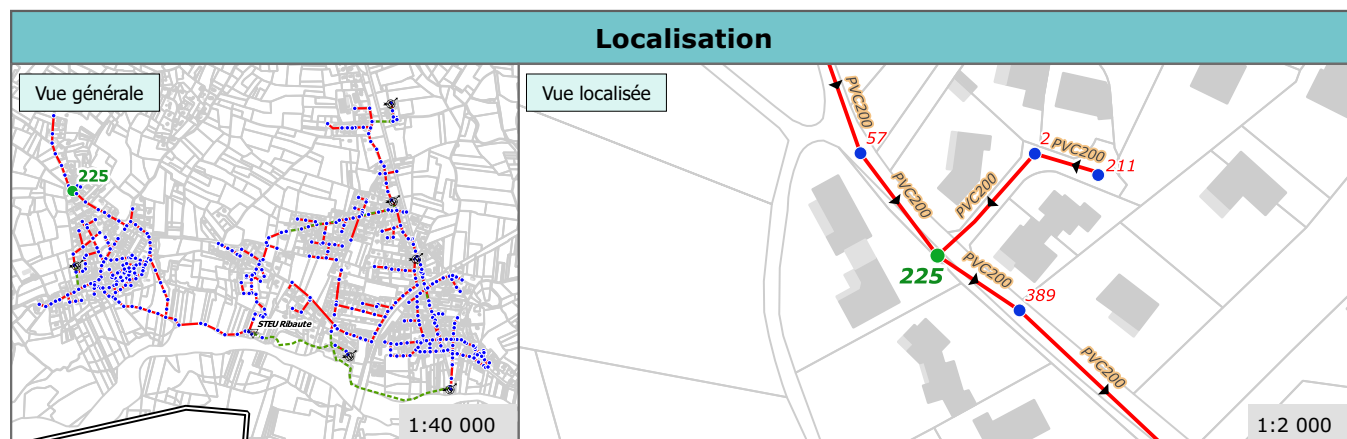 Localisation
Vue générale
225
STEU Ribaute
1:40 000
Vue localisée
PVC200
57
PVC200
2
PVC200
211
PVC200
225
PVC200
389
PVC200
1:2 000